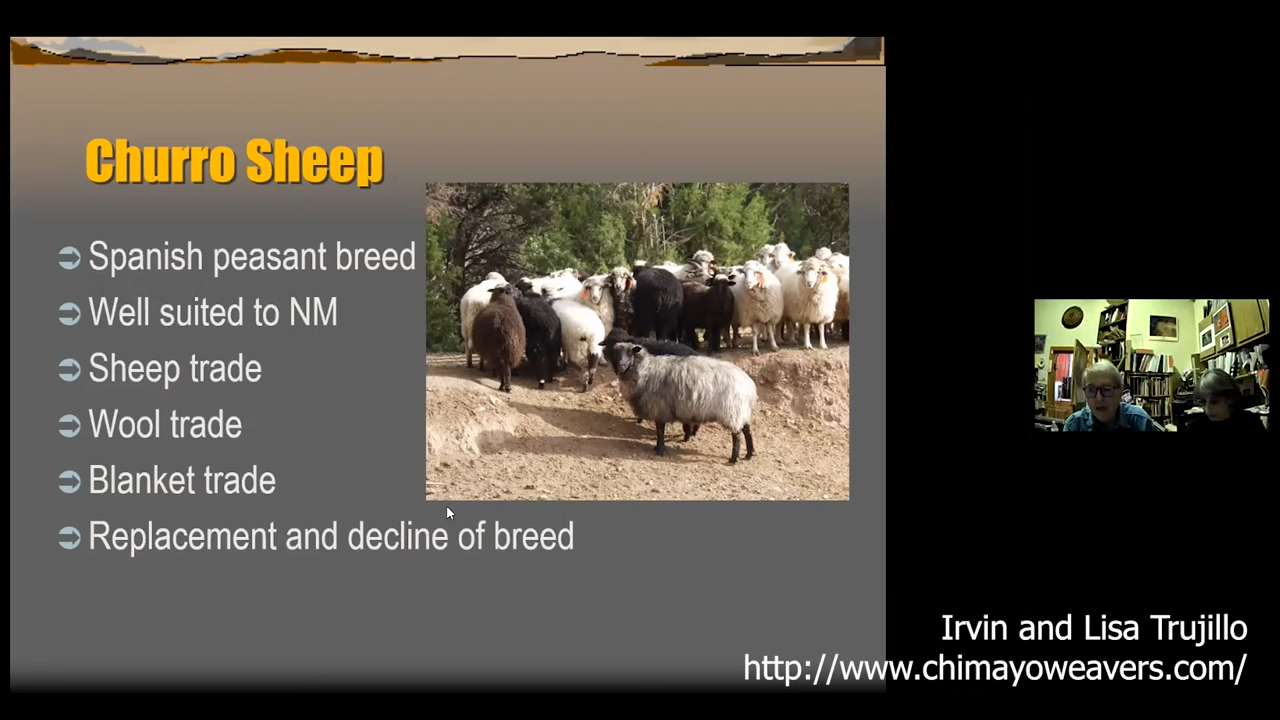 Churro Sheep
Spanish peasant breed
Well suited to NM
Sheep trade
Wool trade
Blanket trade
Replacement and decline of breed
Irvin and Lisa Trujillo
http://www.chimayoweavers.com/